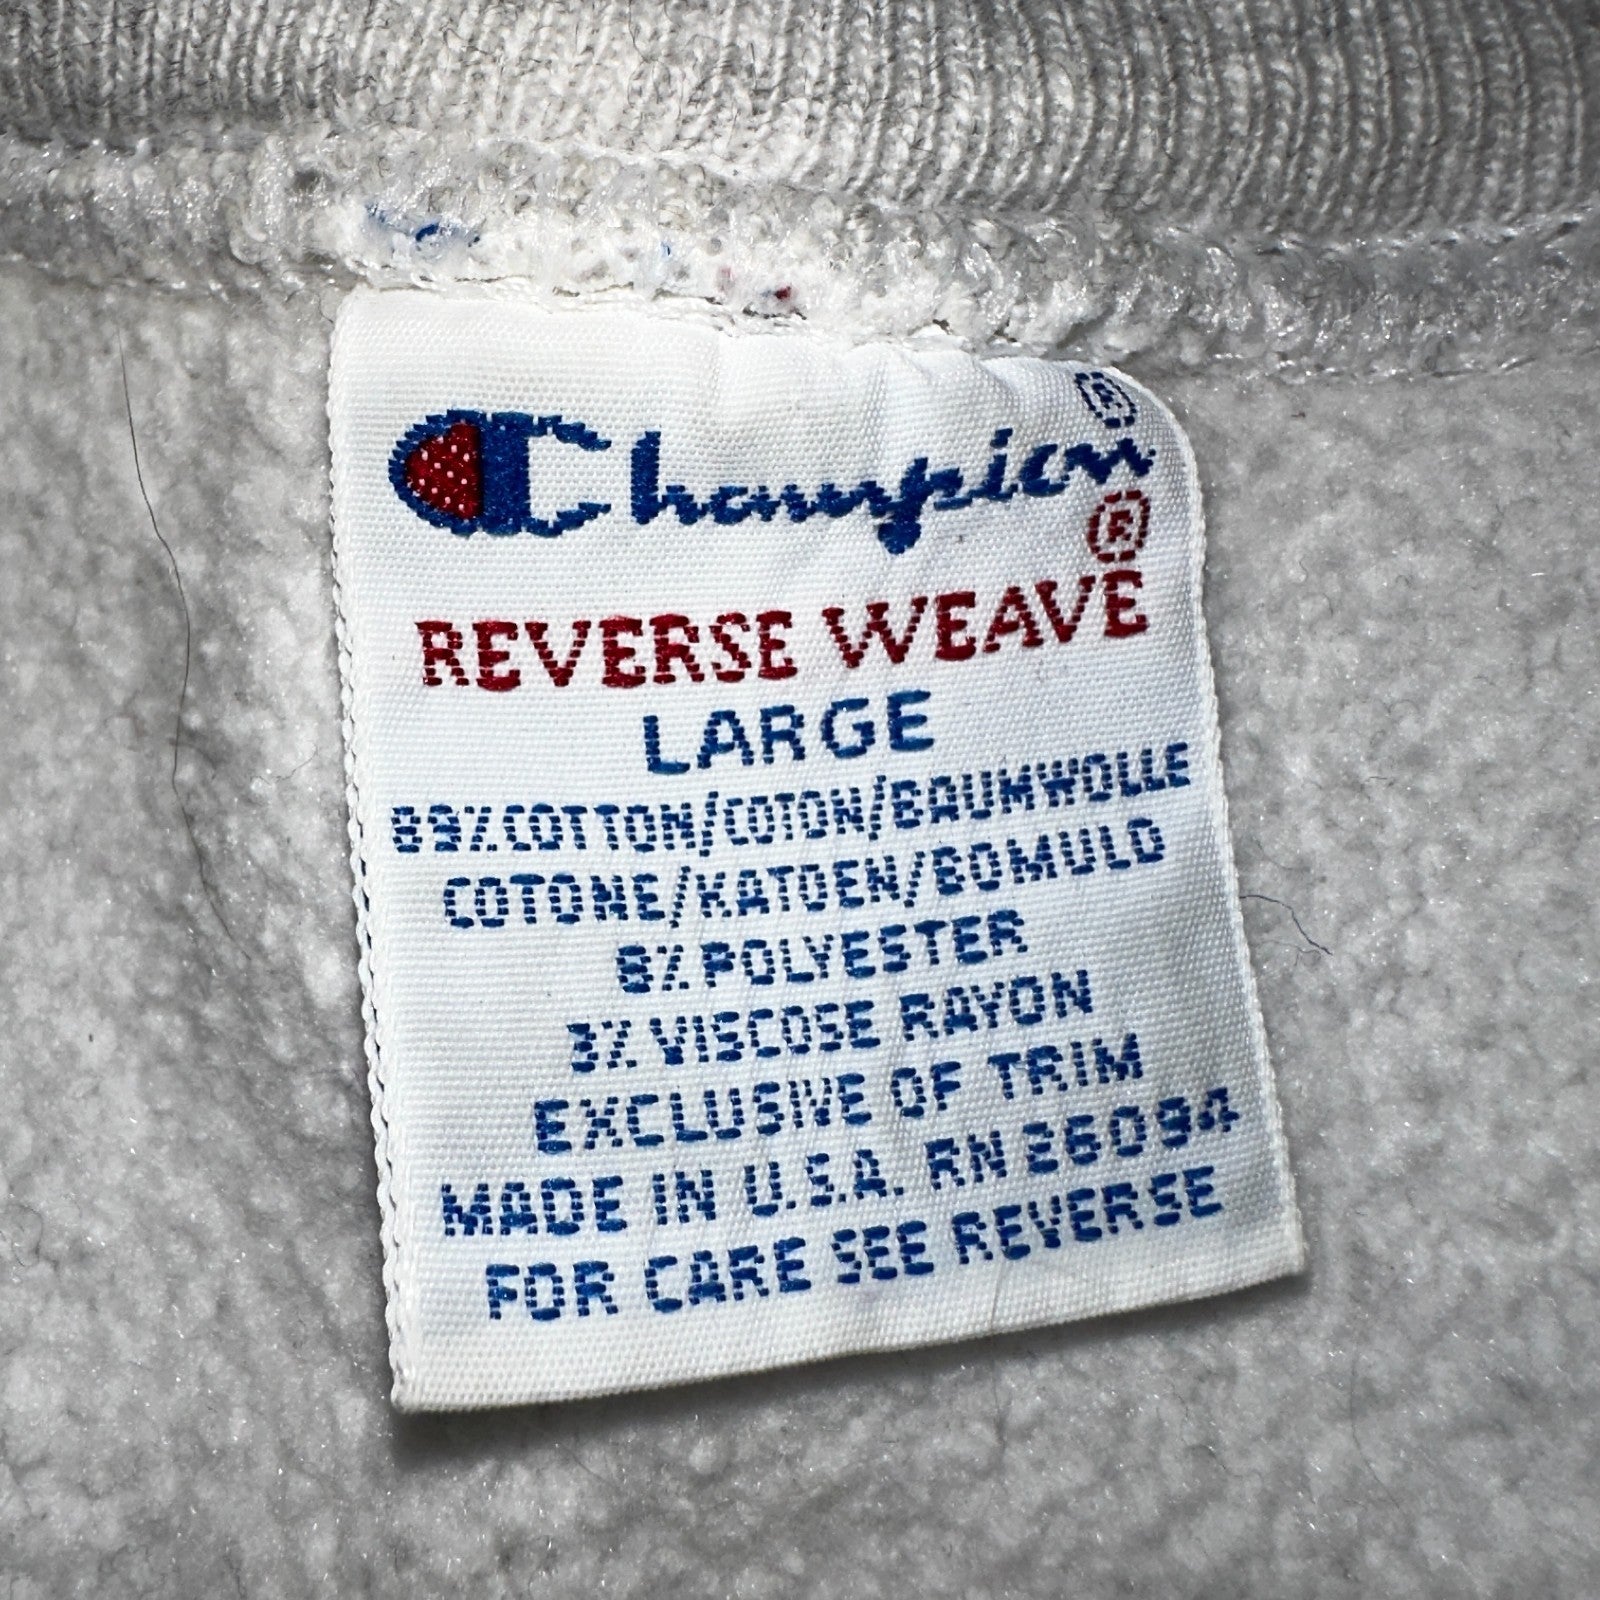 Champion®
REVERSE WEAVE®
LARGE
89% COTTON/COTON/BAUMWOLLE
COTONE/KATOEN/BOMULD
8% POLYESTER
3% VISCOSE RAYON
EXCLUSIVE OF TRIM
MADE IN U.S.A. RN 26094
FOR CARE SEE REVERSE